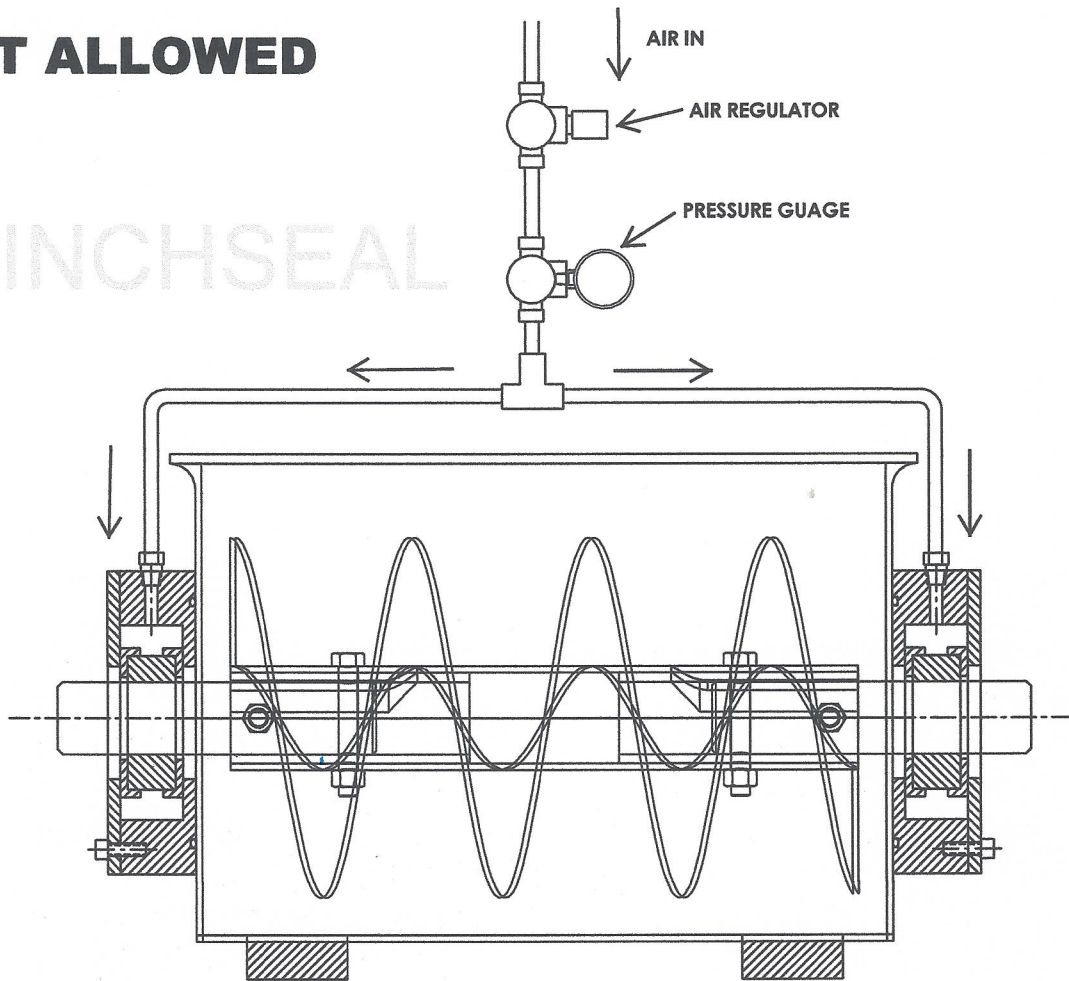 T ALLOWED
AIR IN
AIR REGULATOR
PRESSURE GUAGE
INCHSEAL